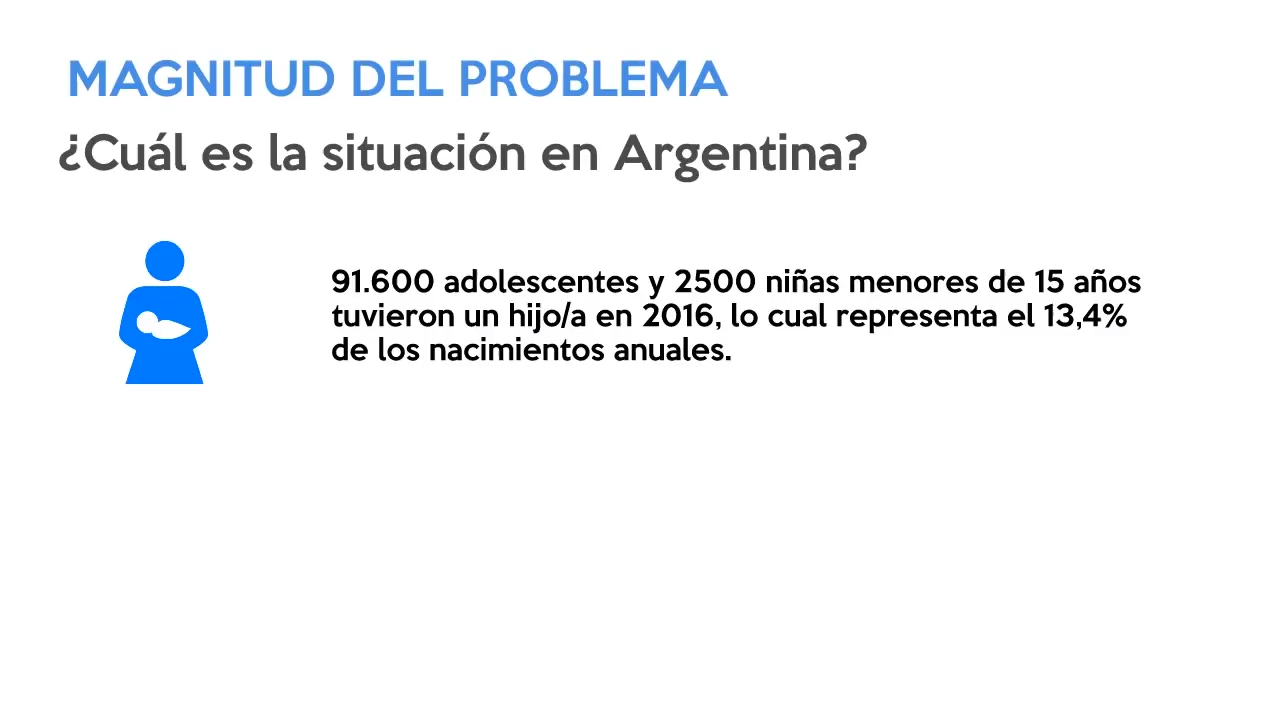 MAGNITUD DEL PROBLEMA
¿Cuál es la situación en Argentina?
91.600 adolescentes y 2500 niñas menores de 15 años
tuvieron un hijo/a en 2016, lo cual representa el 13,4%
de los nacimientos anuales.